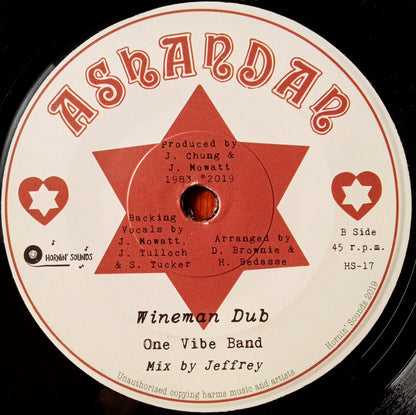 ASHANDAN
Produced by
J. Chung &
J. Mowatt
1983 ℗2019
Backing
Vocals by
J. Mowatt,
J. Tulloch
& S. Tucker
Arranged by
D. Brownie &
H. Bedasse
B Side
45 r.p.m.
HS-17
HORNIN' SOUNDS
Wineman Dub
One Vibe Band
Mix by Jeffrey
Unauthorized copying harms music and artists
Hornin' Sounds 2019